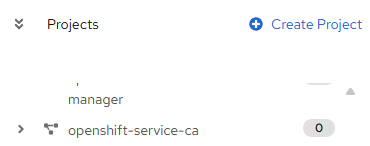 Projects
Create Project
manager
openshift-service-ca
0